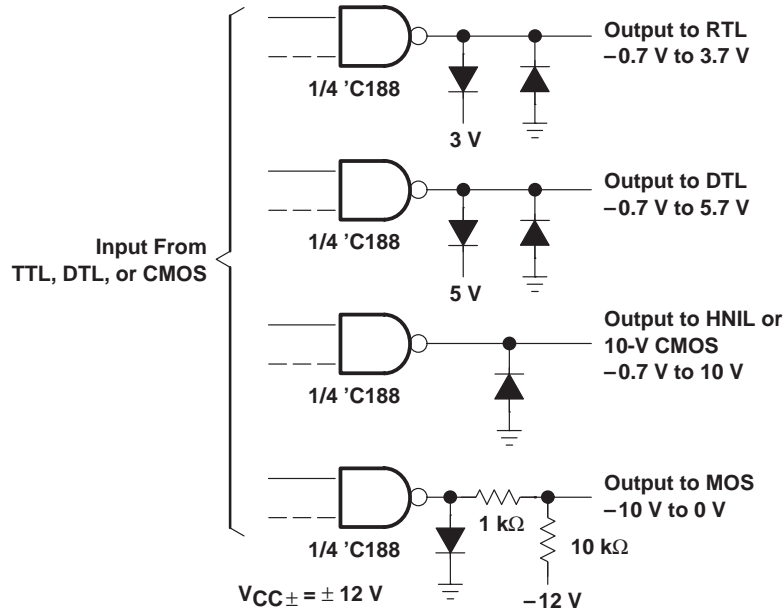 Output to RTL
−0.7 V to 3.7 V
1/4 ’C188
3 V
Output to DTL
−0.7 V to 5.7 V
1/4 ’C188
5 V
Input From
TTL, DTL, or CMOS
Output to HNIL or
10-V CMOS
−0.7 V to 10 V
1/4 ’C188
Output to MOS
−10 V to 0 V
1 kΩ
1/4 ’C188
10 kΩ
VCC± = ± 12 V
−12 V